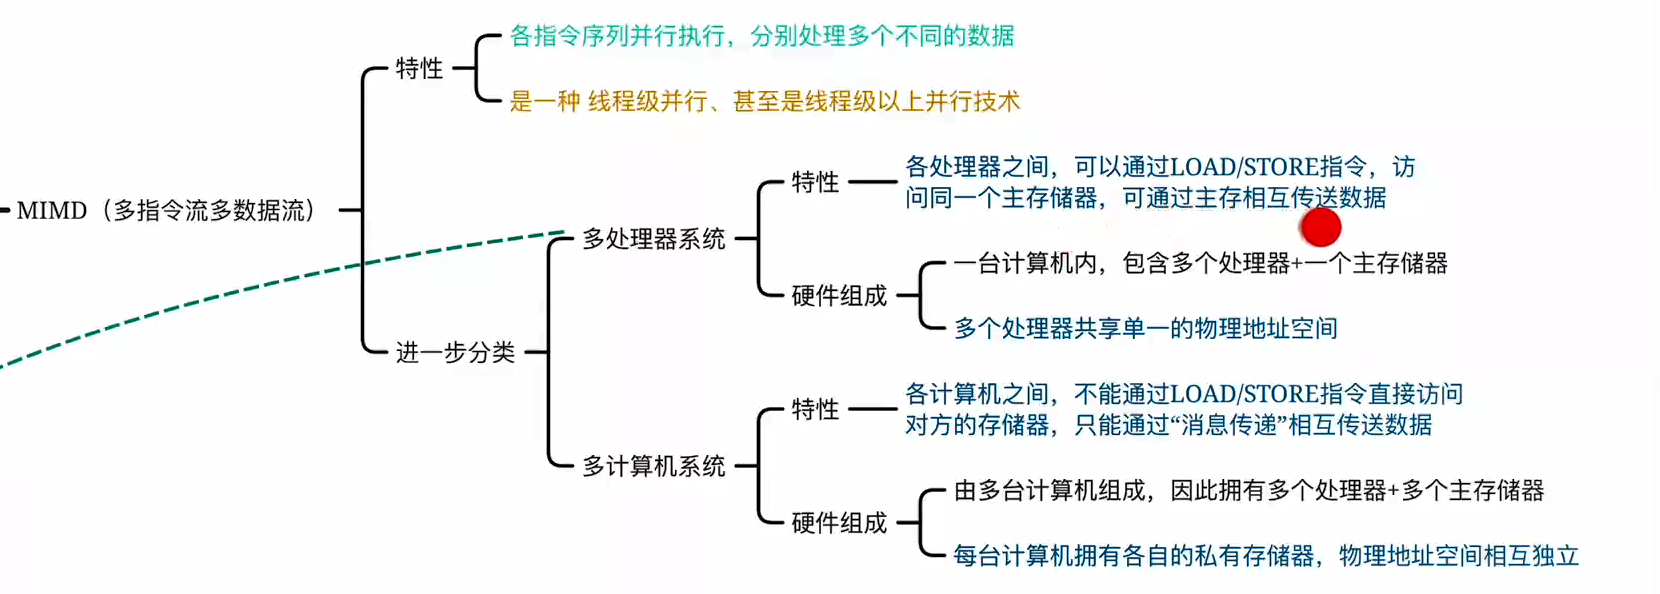 各指令序列并行执行，分别处理多个不同的数据
特性
是一种 线程级并行、甚至是线程级以上并行技术
MIMD（多指令流多数据流）
进一步分类
多处理器系统
特性
各处理器之间，可以通过LOAD/STORE指令，访
问同一个主存储器，可通过主存相互传送数据
硬件组成
一台计算机内，包含多个处理器+一个主存储器
多个处理器共享单一的物理地址空间
多计算机系统
特性
各计算机之间，不能通过LOAD/STORE指令直接访问
对方的存储器，只能通过“消息传递”相互传送数据
硬件组成
由多台计算机组成，因此拥有多个处理器+多个主存储器
每台计算机拥有各自的私有存储器，物理地址空间相互独立